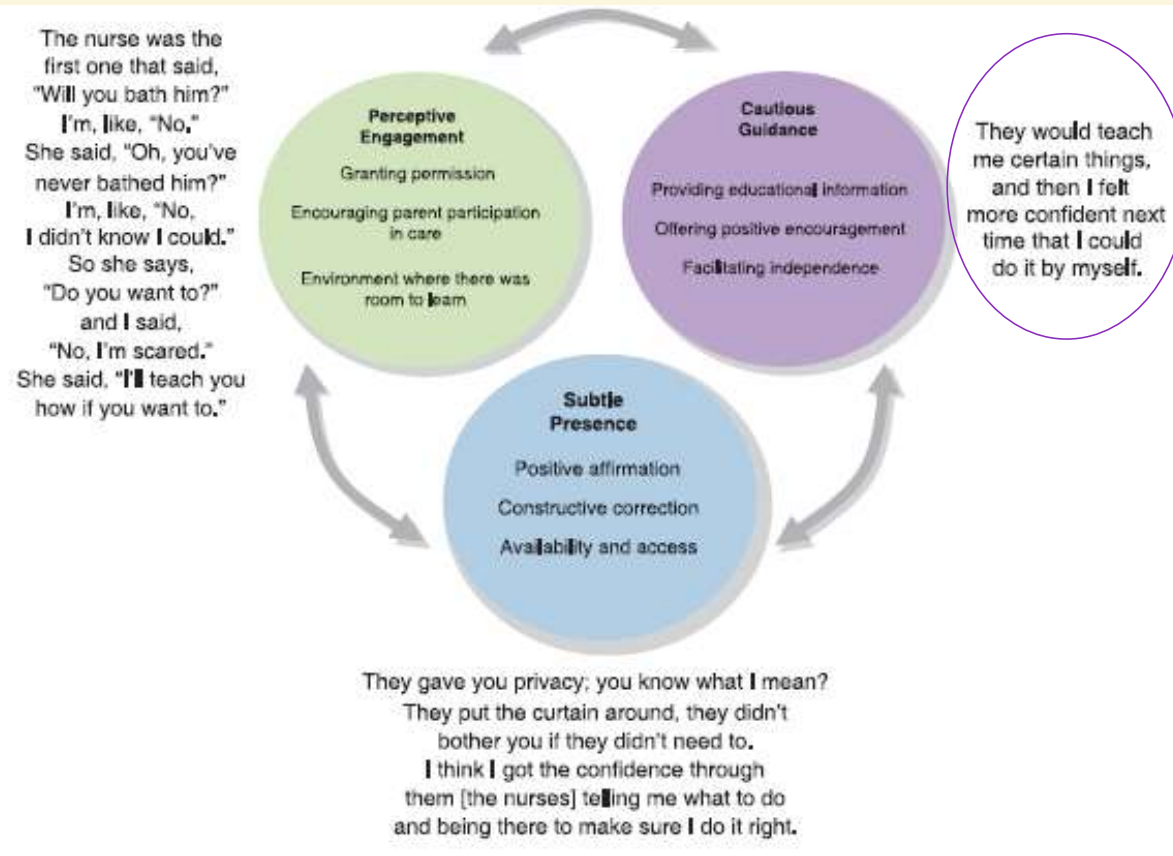 The nurse was the
first one that said,
“Will you bath him?”
I'm, like, “No.”
She said, “Oh, you've
never bathed him?”
I'm, like, “No,
I didn't know I could.”
So she says,
“Do you want to?”
and I said,
“No, I'm scared.”
She said, “I'll teach you
how if you want to.”
Perceptive
Engagement
Granting permission
Encouraging parent participation
in care
Environment where there was
room to learn
Cautious
Guidance
Providing educational information
Offering positive encouragement
Facilitating independence
They would teach
me certain things,
and then I felt
more confident next
time that I could
do it by myself.
Subtle
Presence
Positive affirmation
Constructive correction
Availability and access
They gave you privacy; you know what I mean?
They put the curtain around, they didn't
bother you if they didn't need to.
I think I got the confidence through
them [the nurses] telling me what to do
and being there to make sure I do it right.